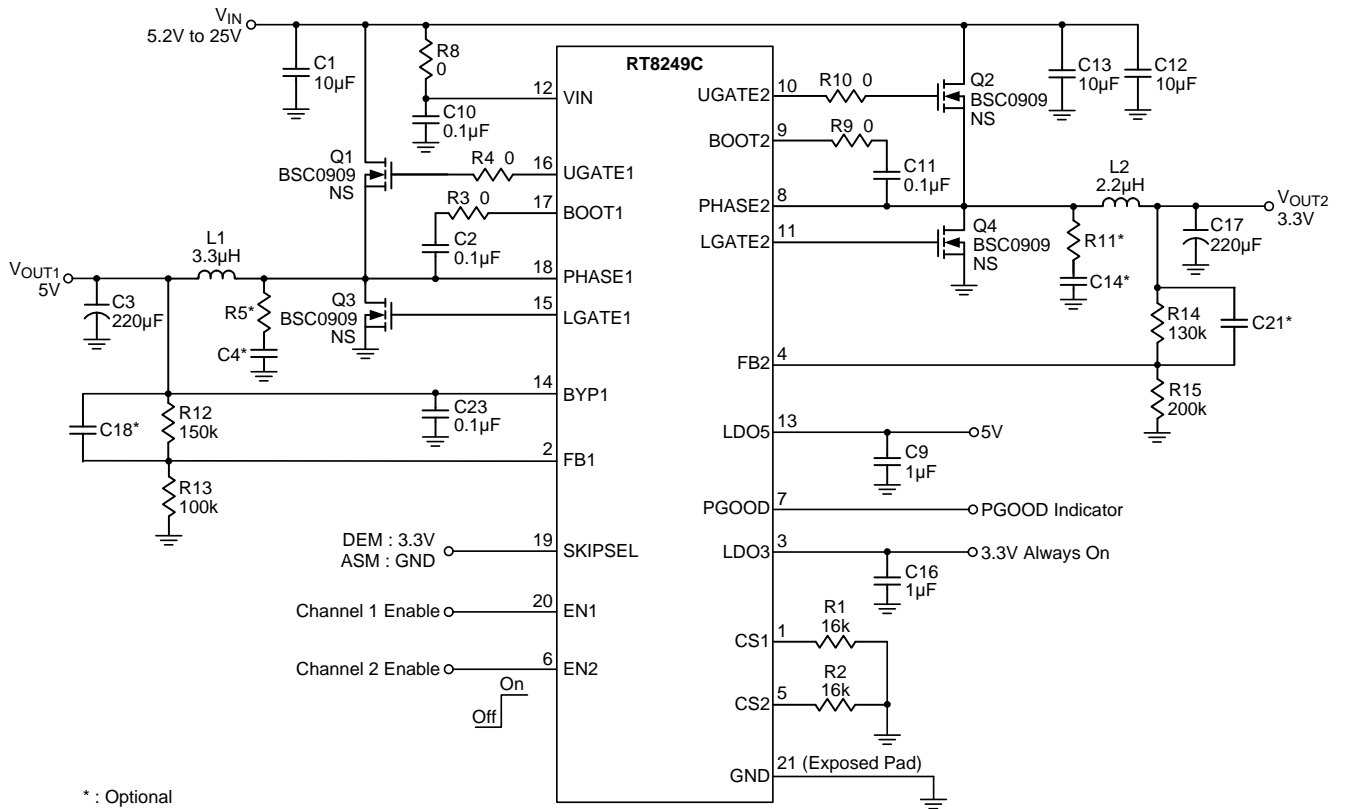 VIN
5.2V to 25V
C1
10µF
R8
0
C10
0.1µF
12
VIN
RT8249C
UGATE2
10
R10 0
Q2
BSC0909
NS
C13
10µF
C12
10µF
BOOT2
9
R9 0
C11
0.1µF
Q1
BSC0909
NS
R4 0
16
UGATE1
R3 0
17
BOOT1
C2
0.1µF
PHASE2
8
L2
2.2µH
VOUT2
3.3V
C17
220µF
LGATE2
11
Q4
BSC0909
NS
R11*
C14*
VOUT1
5V
L1
3.3µH
18
PHASE1
C3
220µF
R5*
C4*
Q3
BSC0909
NS
15
LGATE1
R14
130k
C21*
FB2
4
R15
200k
14
BYP1
C23
0.1µF
C18*
R12
150k
2
FB1
R13
100k
LDO5
13
5V
C9
1µF
PGOOD
7
PGOOD Indicator
DEM : 3.3V
ASM : GND
19
SKIPSEL
LDO3
3
3.3V Always On
C16
1µF
Channel 1 Enable
20
EN1
CS1
1
R1
16k
Channel 2 Enable
6
EN2
On
Off
CS2
5
R2
16k
GND
21 (Exposed Pad)
* : Optional